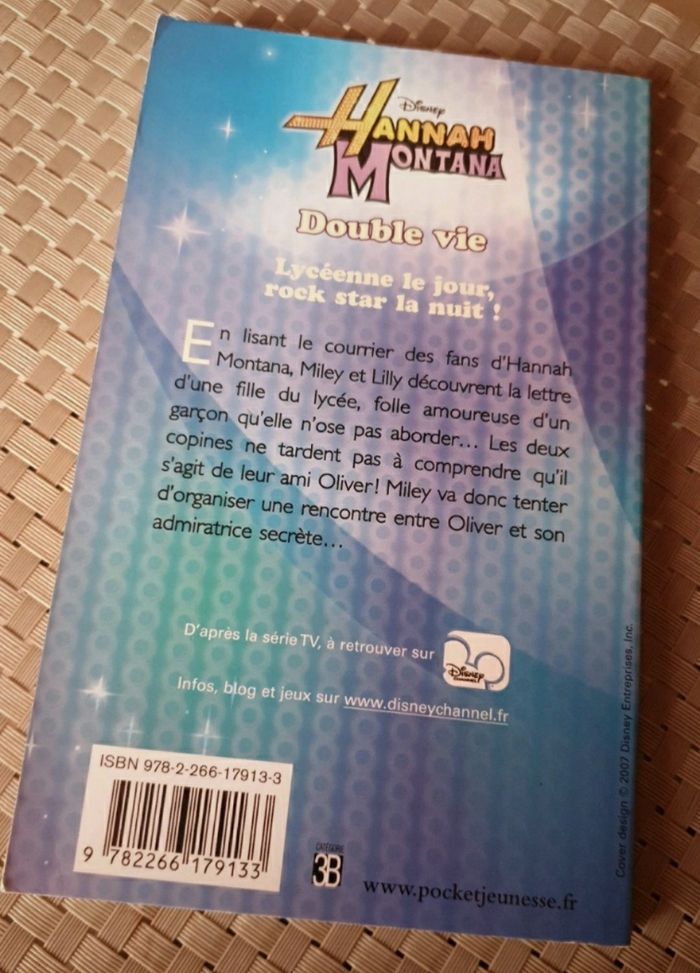 Disney
HANNAH
MONTANA
Double vie
Lycéenne le jour,
rock star la nuit !
En lisant le courrier des fans d'Hannah
Montana, Miley et Lilly découvrent la lettre
d'une fille du lycée, folle amoureuse d'un
garçon qu'elle n'ose pas aborder... Les deux
copines ne tardent pas à comprendre qu'il
s'agit de leur ami Oliver! Miley va donc tenter
d'organiser une rencontre entre Oliver et son
admiratrice secrète...
D'après la série TV, à retrouver sur
Disney
CHANNEL
Infos, blog et jeux sur www.disneychannel.fr
ISBN 978-2-266-17913-3
9 782266 179133
CATÉGORIE
3B
www.pocketjeunesse.fr
Cover design © 2007 Disney Entreprises, Inc.